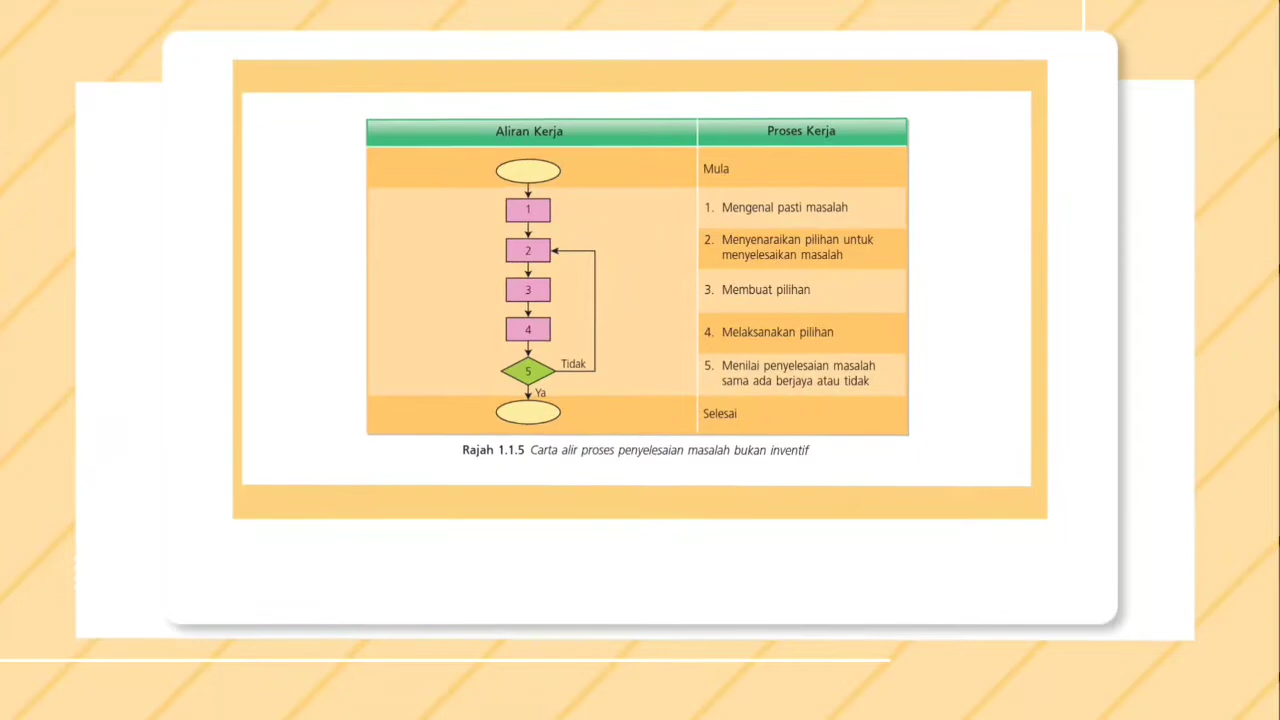 Aliran Kerja
Proses Kerja
Mula
1
1. Mengenal pasti masalah
2
2. Menyenaraikan pilihan untuk
menyelesaikan masalah
3
3. Membuat pilihan
4
4. Melaksanakan pilihan
5
Tidak
Ya
5. Menilai penyelesaian masalah
sama ada berjaya atau tidak
Selesai
Rajah 1.1.5 Carta alir proses penyelesaian masalah bukan inventif